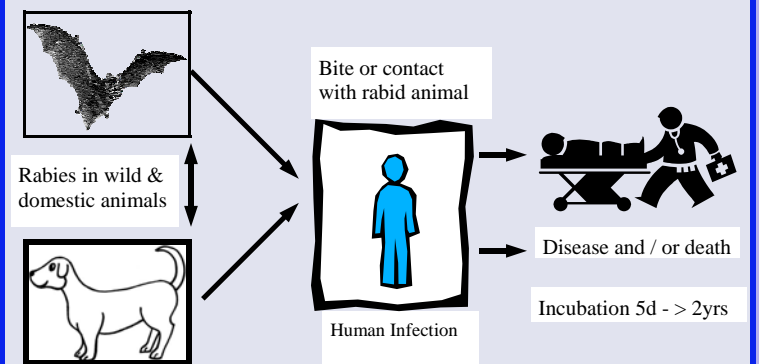 Rabies in wild &
domestic animals
Bite or contact
with rabid animal
Human Infection
Disease and / or death
Incubation 5d - > 2yrs